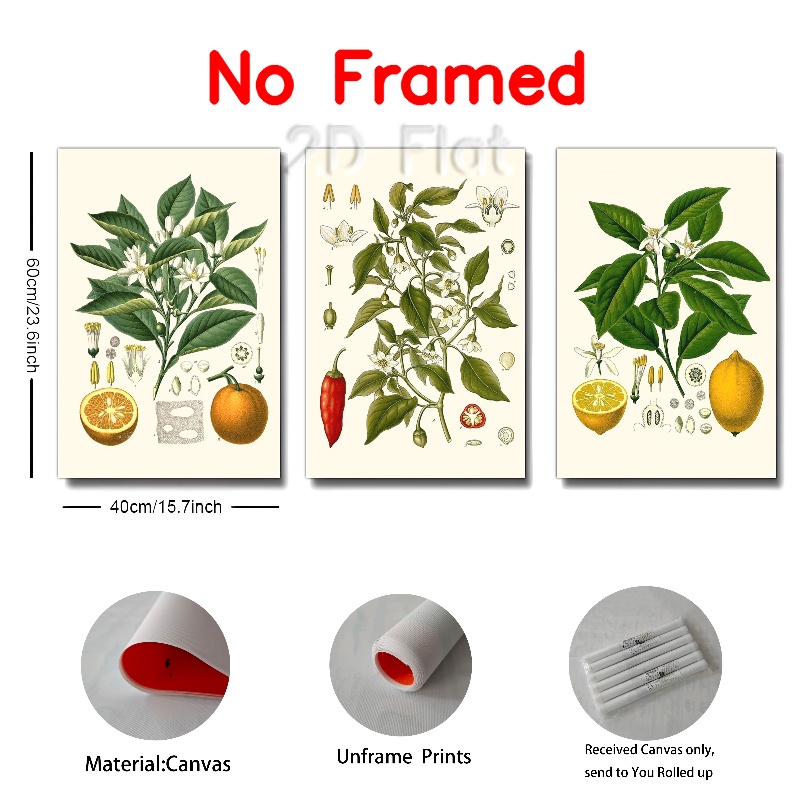 No Framed
2D Flat
60cm/23.6inch
40cm/15.7inch
Material:Canvas
Unframe Prints
Received Canvas only,
send to You Rolled up